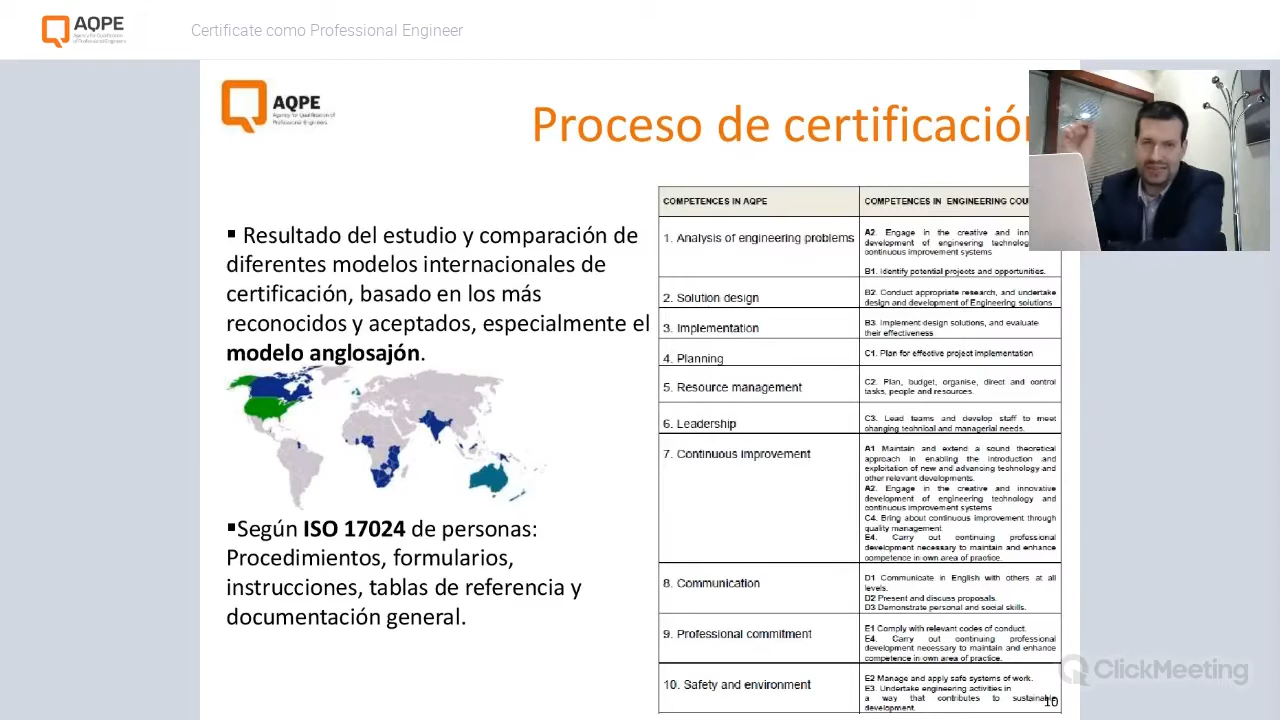 AQPE
Agency for Qualification
of Professional Engineers
Certificate como Professional Engineer
AQPE
Agency for Qualification of
Professional Engineers
Proceso de certificación
▪ Resultado del estudio y comparación de
diferentes modelos internacionales de
certificación, basado en los más
reconocidos y aceptados, especialmente el
modelo anglosajón.
▪Según ISO 17024 de personas:
Procedimientos, formularios,
instrucciones, tablas de referencia y
documentación general.
COMPETENCES IN AQPE
COMPETENCES IN ENGINEERING
1. Analysis of engineering problems
A2. Engage in the creative and
development of engineering
continuous improvement systems
B1. Identify potential projects and opportunities.
2. Solution design
B2. Conduct appropriate research, and undertake
design and development of Engineering solutions
3. Implementation
B3. Implement design solutions, and evaluate
their effectiveness
4. Planning
C1. Plan for effective project implementation
5. Resource management
C2. Plan, budget, organise, direct and control
tasks, people and resources.
6. Leadership
C3. Lead teams and develop staff to meet
changing technical and managerial needs.
7. Continuous improvement
A1 Maintain and extend a sound theoretical
approach in enabling the introduction and
exploitation of new and advancing technology and
other relevant developments.
A2. Engage in the creative and innovative
development of engineering technology and
continuous improvement systems
C4. Bring about continuous improvement through
quality management
E4. Carry out continuing professional
development necessary to maintain and enhance
competence in own area of practice.
8. Communication
D1 Communicate in English with others at all
levels.
D2 Present and discuss proposals.
D3 Demonstrate personal and social skills.
9. Professional commitment
E1 Comply with relevant codes of conduct.
E4. Carry out continuing professional
development necessary to maintain and enhance
competence in own area of practice.
10. Safety and environment
E2 Manage and apply safe systems of work.
E3. Undertake engineering activities in
a way that contributes to sustainable
development.
10
ClickMeeting